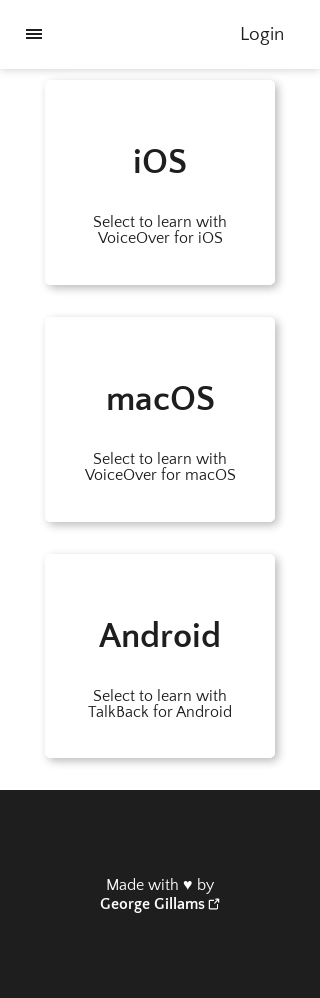 Login
iOS
Select to learn with
VoiceOver for iOS
macOS
Select to learn with
VoiceOver for macOS
Android
Select to learn with
TalkBack for Android
Made with ♥ by
George Gillams